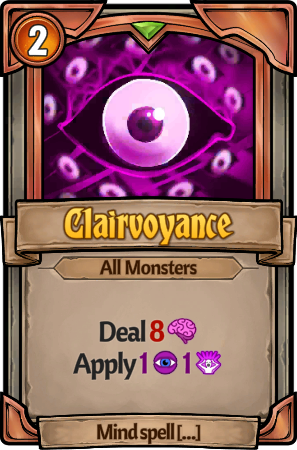 2
Clairvoyance
All Monsters
Deal 8
Apply 1 1
Mind spell [...]